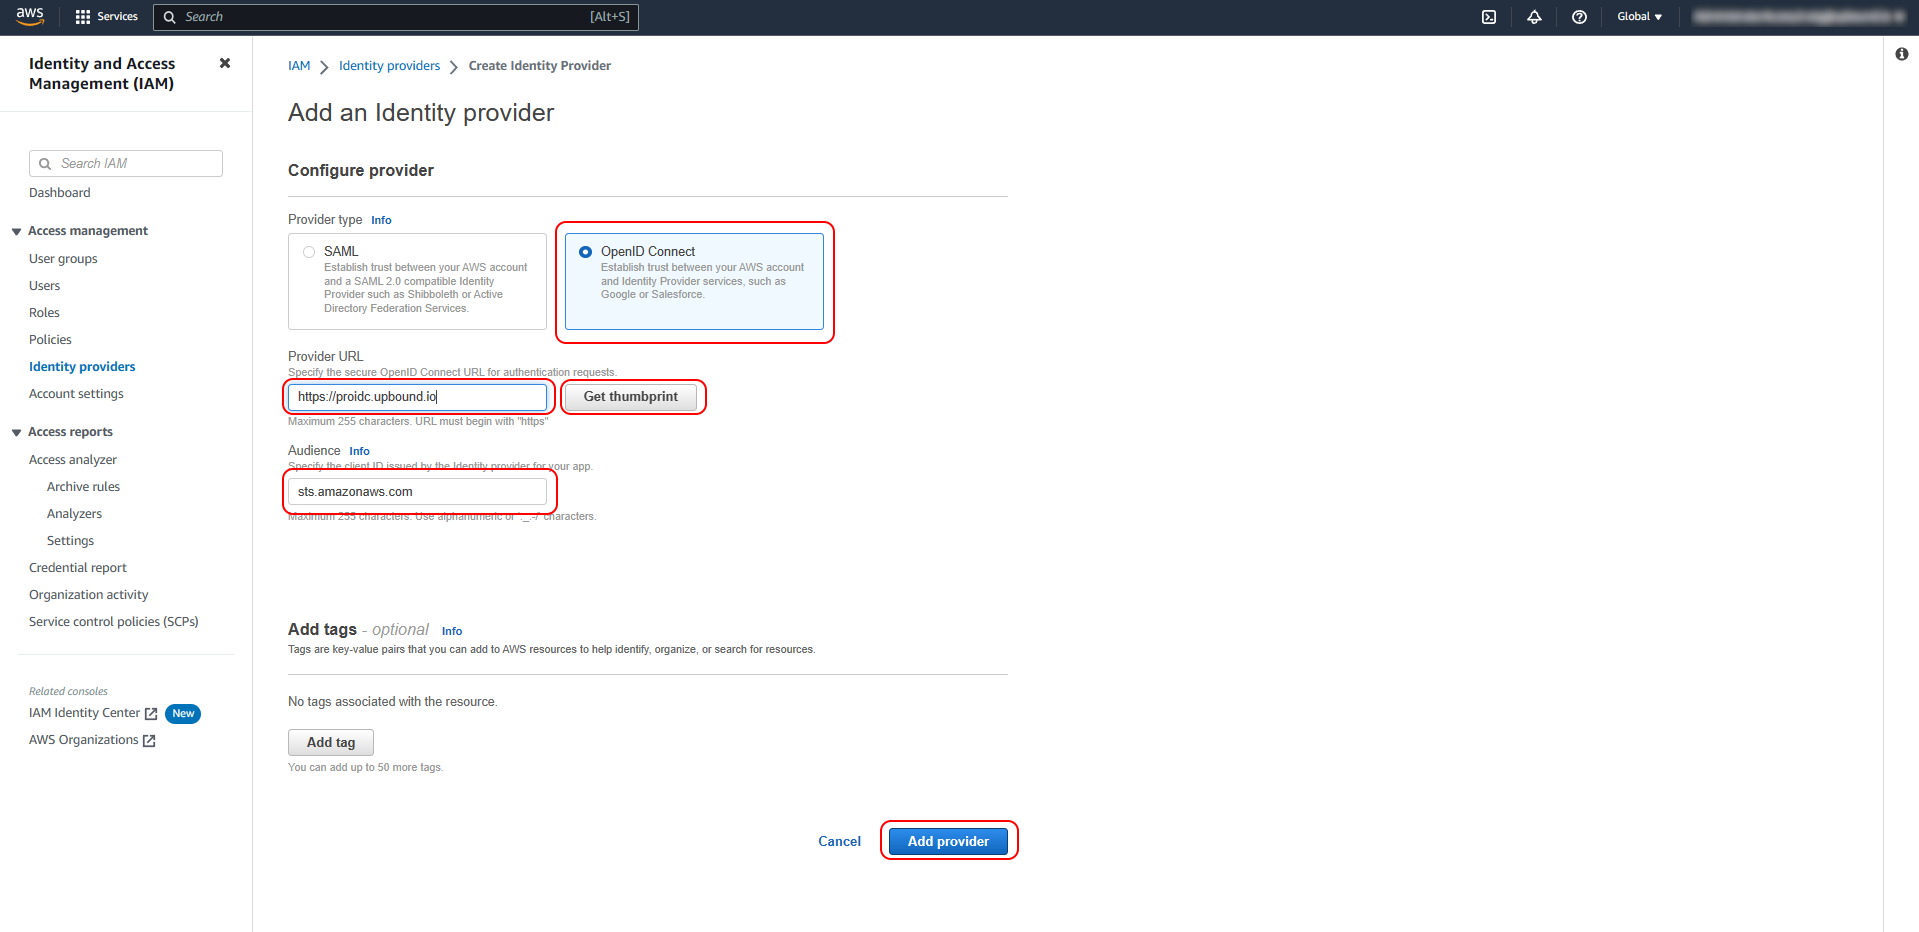 aws
Services
Search
[Alt+S]
Global
Identity and Access
Management (IAM)
Search IAM
Dashboard
Access management
User groups
Users
Roles
Policies
Identity providers
Account settings
Access reports
Access analyzer
Archive rules
Analyzers
Settings
Credential report
Organization activity
Service control policies (SCPs)
Related consoles
IAM Identity Center New
AWS Organizations
IAM > Identity providers > Create Identity Provider
Add an Identity provider
Configure provider
Provider type Info
SAML
Establish trust between your AWS account
and a SAML 2.0 compatible Identity
Provider such as Shibboleth or Active
Directory Federation Services.
OpenID Connect
Establish trust between your AWS account
and Identity Provider services, such as
Google or Salesforce.
Provider URL
Specify the secure OpenID Connect URL for authentication requests.
https://proidc.upbound.io
Get thumbprint
Maximum 255 characters. URL must begin with "https"
Audience Info
Specify the client ID issued by the Identity provider for your app.
sts.amazonaws.com
Maximum 255 characters. Use alphanumeric or '._:-/' characters.
Add tags - optional Info
Tags are key-value pairs that you can add to AWS resources to help identify, organize, or search for resources.
No tags associated with the resource.
Add tag
You can add up to 50 more tags.
Cancel
Add provider